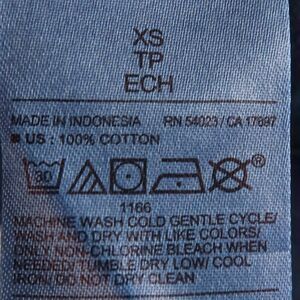 XS
TP
ECH
MADE IN INDONESIA RN 54023 / CA 17897
■ US : 100% COTTON
30 ®
1166
MACHINE WASH COLD GENTLE CYCLE/
WASH AND DRY WITH LIKE COLORS/
ONLY NON-CHLORINE BLEACH WHEN
NEEDED/ TUMBLE DRY LOW/ COOL
IRON/ DO NOT DRY CLEAN